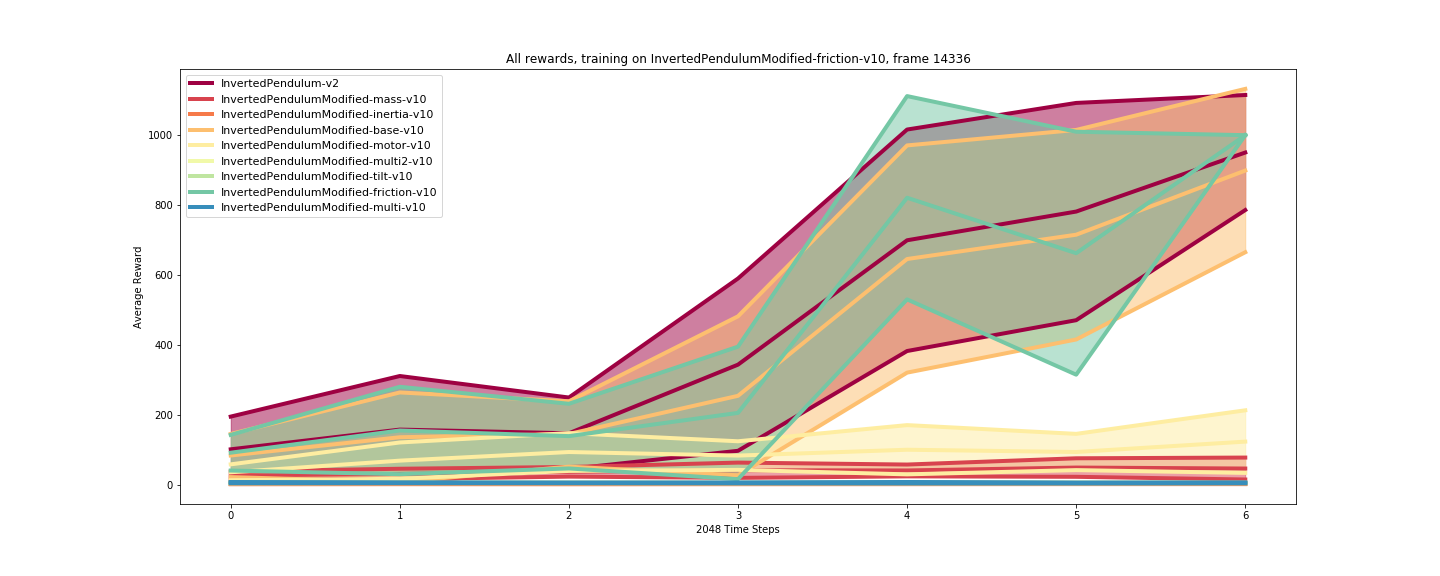 All rewards, training on InvertedPendulumModified-friction-v10, frame 14336
InvertedPendulum-v2
InvertedPendulumModified-mass-v10
InvertedPendulumModified-inertia-v10
InvertedPendulumModified-base-v10
InvertedPendulumModified-motor-v10
InvertedPendulumModified-multi2-v10
InvertedPendulumModified-tilt-v10
InvertedPendulumModified-friction-v10
InvertedPendulumModified-multi-v10
Average Reward
1000
800
600
400
200
0
0 1 2 3 4 5 6
2048 Time Steps